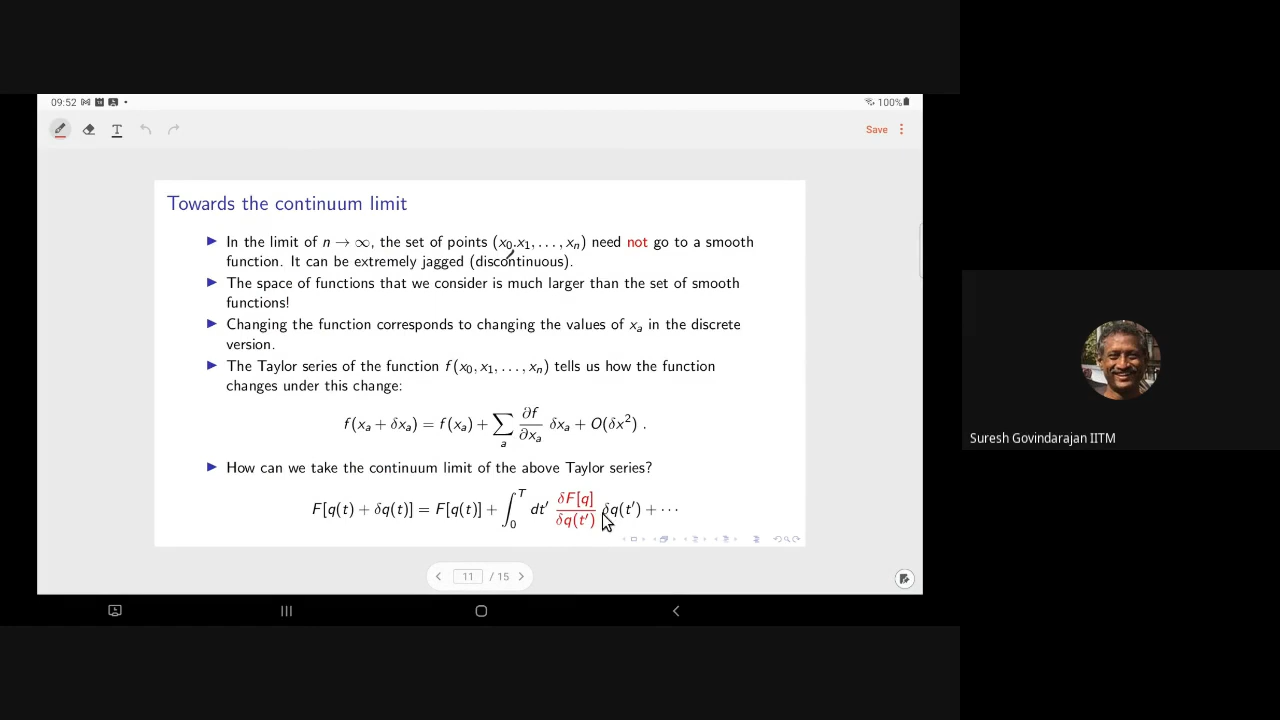 09:52
100%
Save
Towards the continuum limit
▶ In the limit of n → ∞, the set of points (x₀.x₁, . . . , xₙ) need not go to a smooth
function. It can be extremely jagged (discontinuous).
▶ The space of functions that we consider is much larger than the set of smooth
functions!
▶ Changing the function corresponds to changing the values of xₐ in the discrete
version.
▶ The Taylor series of the function f(x₀, x₁, . . . , xₙ) tells us how the function
changes under this change:
f(xₐ + δxₐ) = f(xₐ) + ∑ₐ ∂f/∂xₐ δxₐ + O(δx²) .
▶ How can we take the continuum limit of the above Taylor series?
F[q(t) + δq(t)] = F[q(t)] + ∫₀ᵀ dt′ δF[q]/δq(t′) δq(t′) + ⋯
11 / 15
Suresh Govindarajan IITM